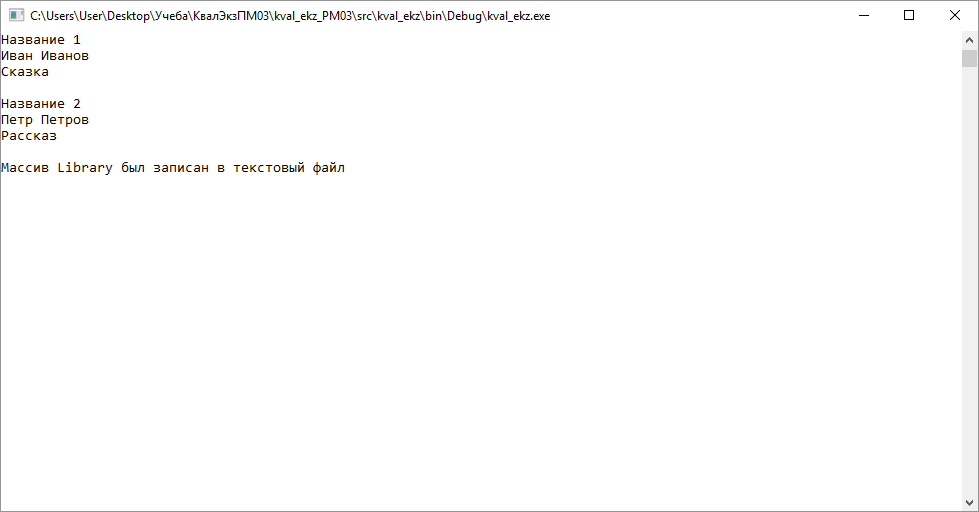 C:\Users\User\Desktop\Учеба\КвалЭкзПМ03\kval_ekz_PM03\src\kval_ekz\bin\Debug\kval_ekz.exe
Название 1
Иван Иванов
Сказка
Название 2
Петр Петров
Рассказ
Массив Library был записан в текстовый файл